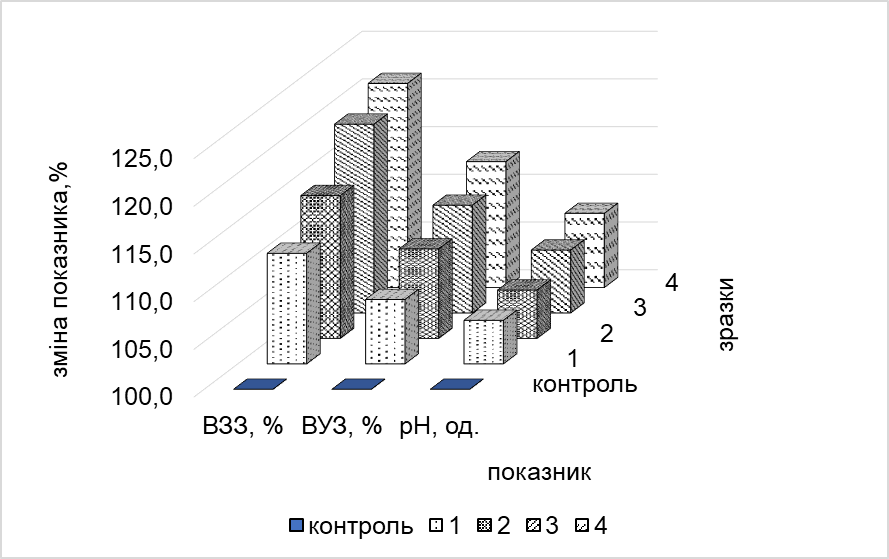 зміна показника,%
125,0
120,0
115,0
110,0
105,0
100,0
ВЗЗ, % ВУЗ, % рН, од.
контроль
1
2
3
4
зразки
показник
контроль 1 2 3 4